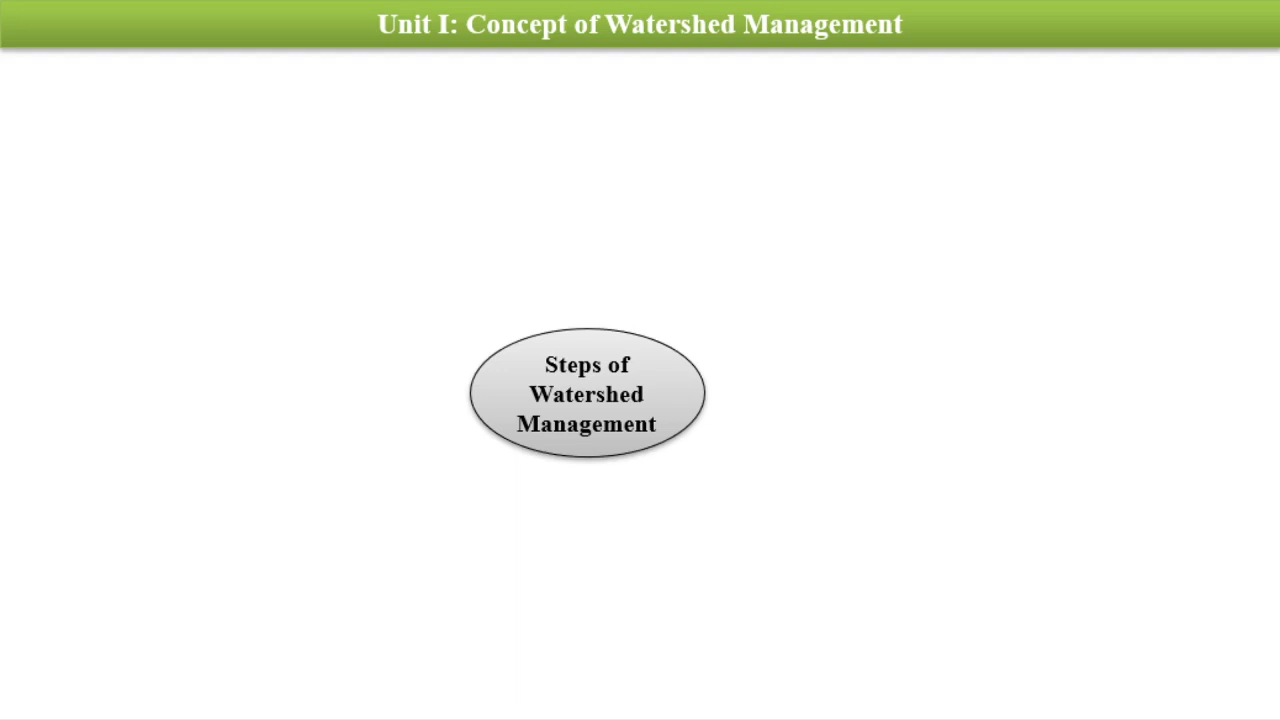 Unit I: Concept of Watershed Management
Steps of
Watershed
Management